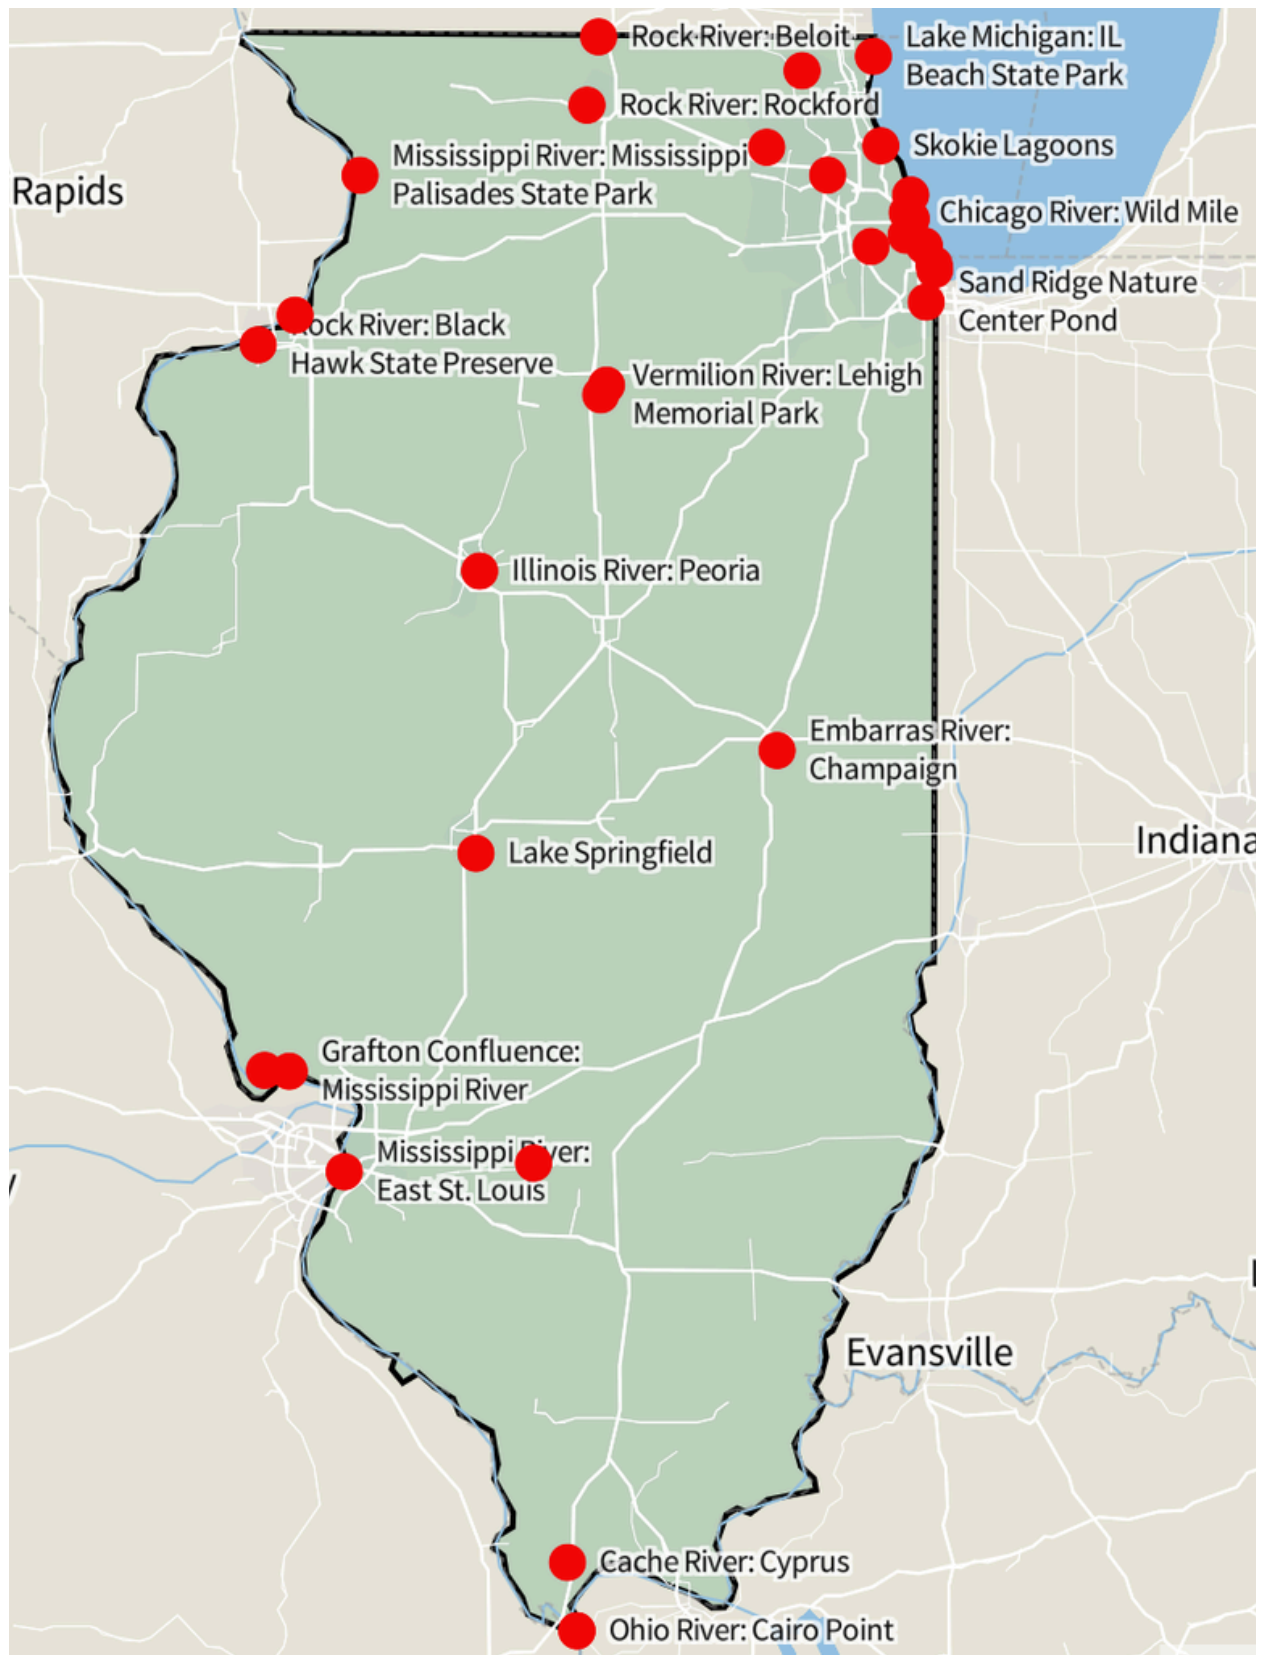 Rock River: Beloit
Lake Michigan: IL
Beach State Park
Rock River: Rockford
Skokie Lagoons
Mississippi River: Mississippi
Palisades State Park
Rapids
Chicago River: Wild Mile
Sand Ridge Nature
Center Pond
Rock River: Black
Hawk State Preserve
Vermilion River: Lehigh
Memorial Park
Illinois River: Peoria
Embarras River:
Champaign
Indiana
Lake Springfield
Grafton Confluence:
Mississippi River
Mississippi River:
East St. Louis
Evansville
Cache River: Cyprus
Ohio River: Cairo Point